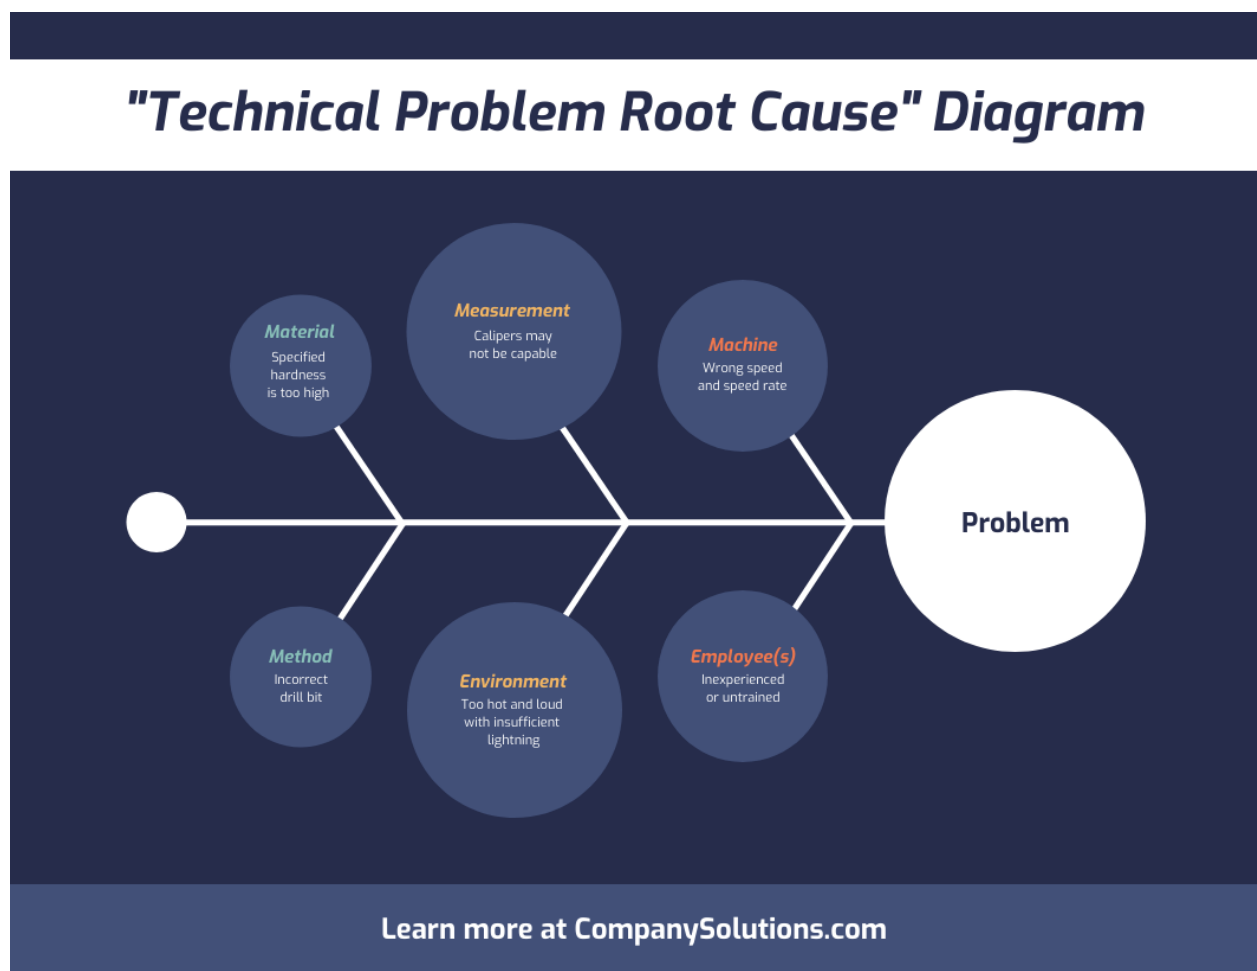 "Technical Problem Root Cause" Diagram
Material
Specified
hardness
is too high
Measurement
Calipers may
not be capable
Machine
Wrong speed
and speed rate
Problem
Method
Incorrect
drill bit
Environment
Too hot and loud
with insufficient
lightning
Employee(s)
Inexperienced
or untrained
Learn more at CompanySolutions.com